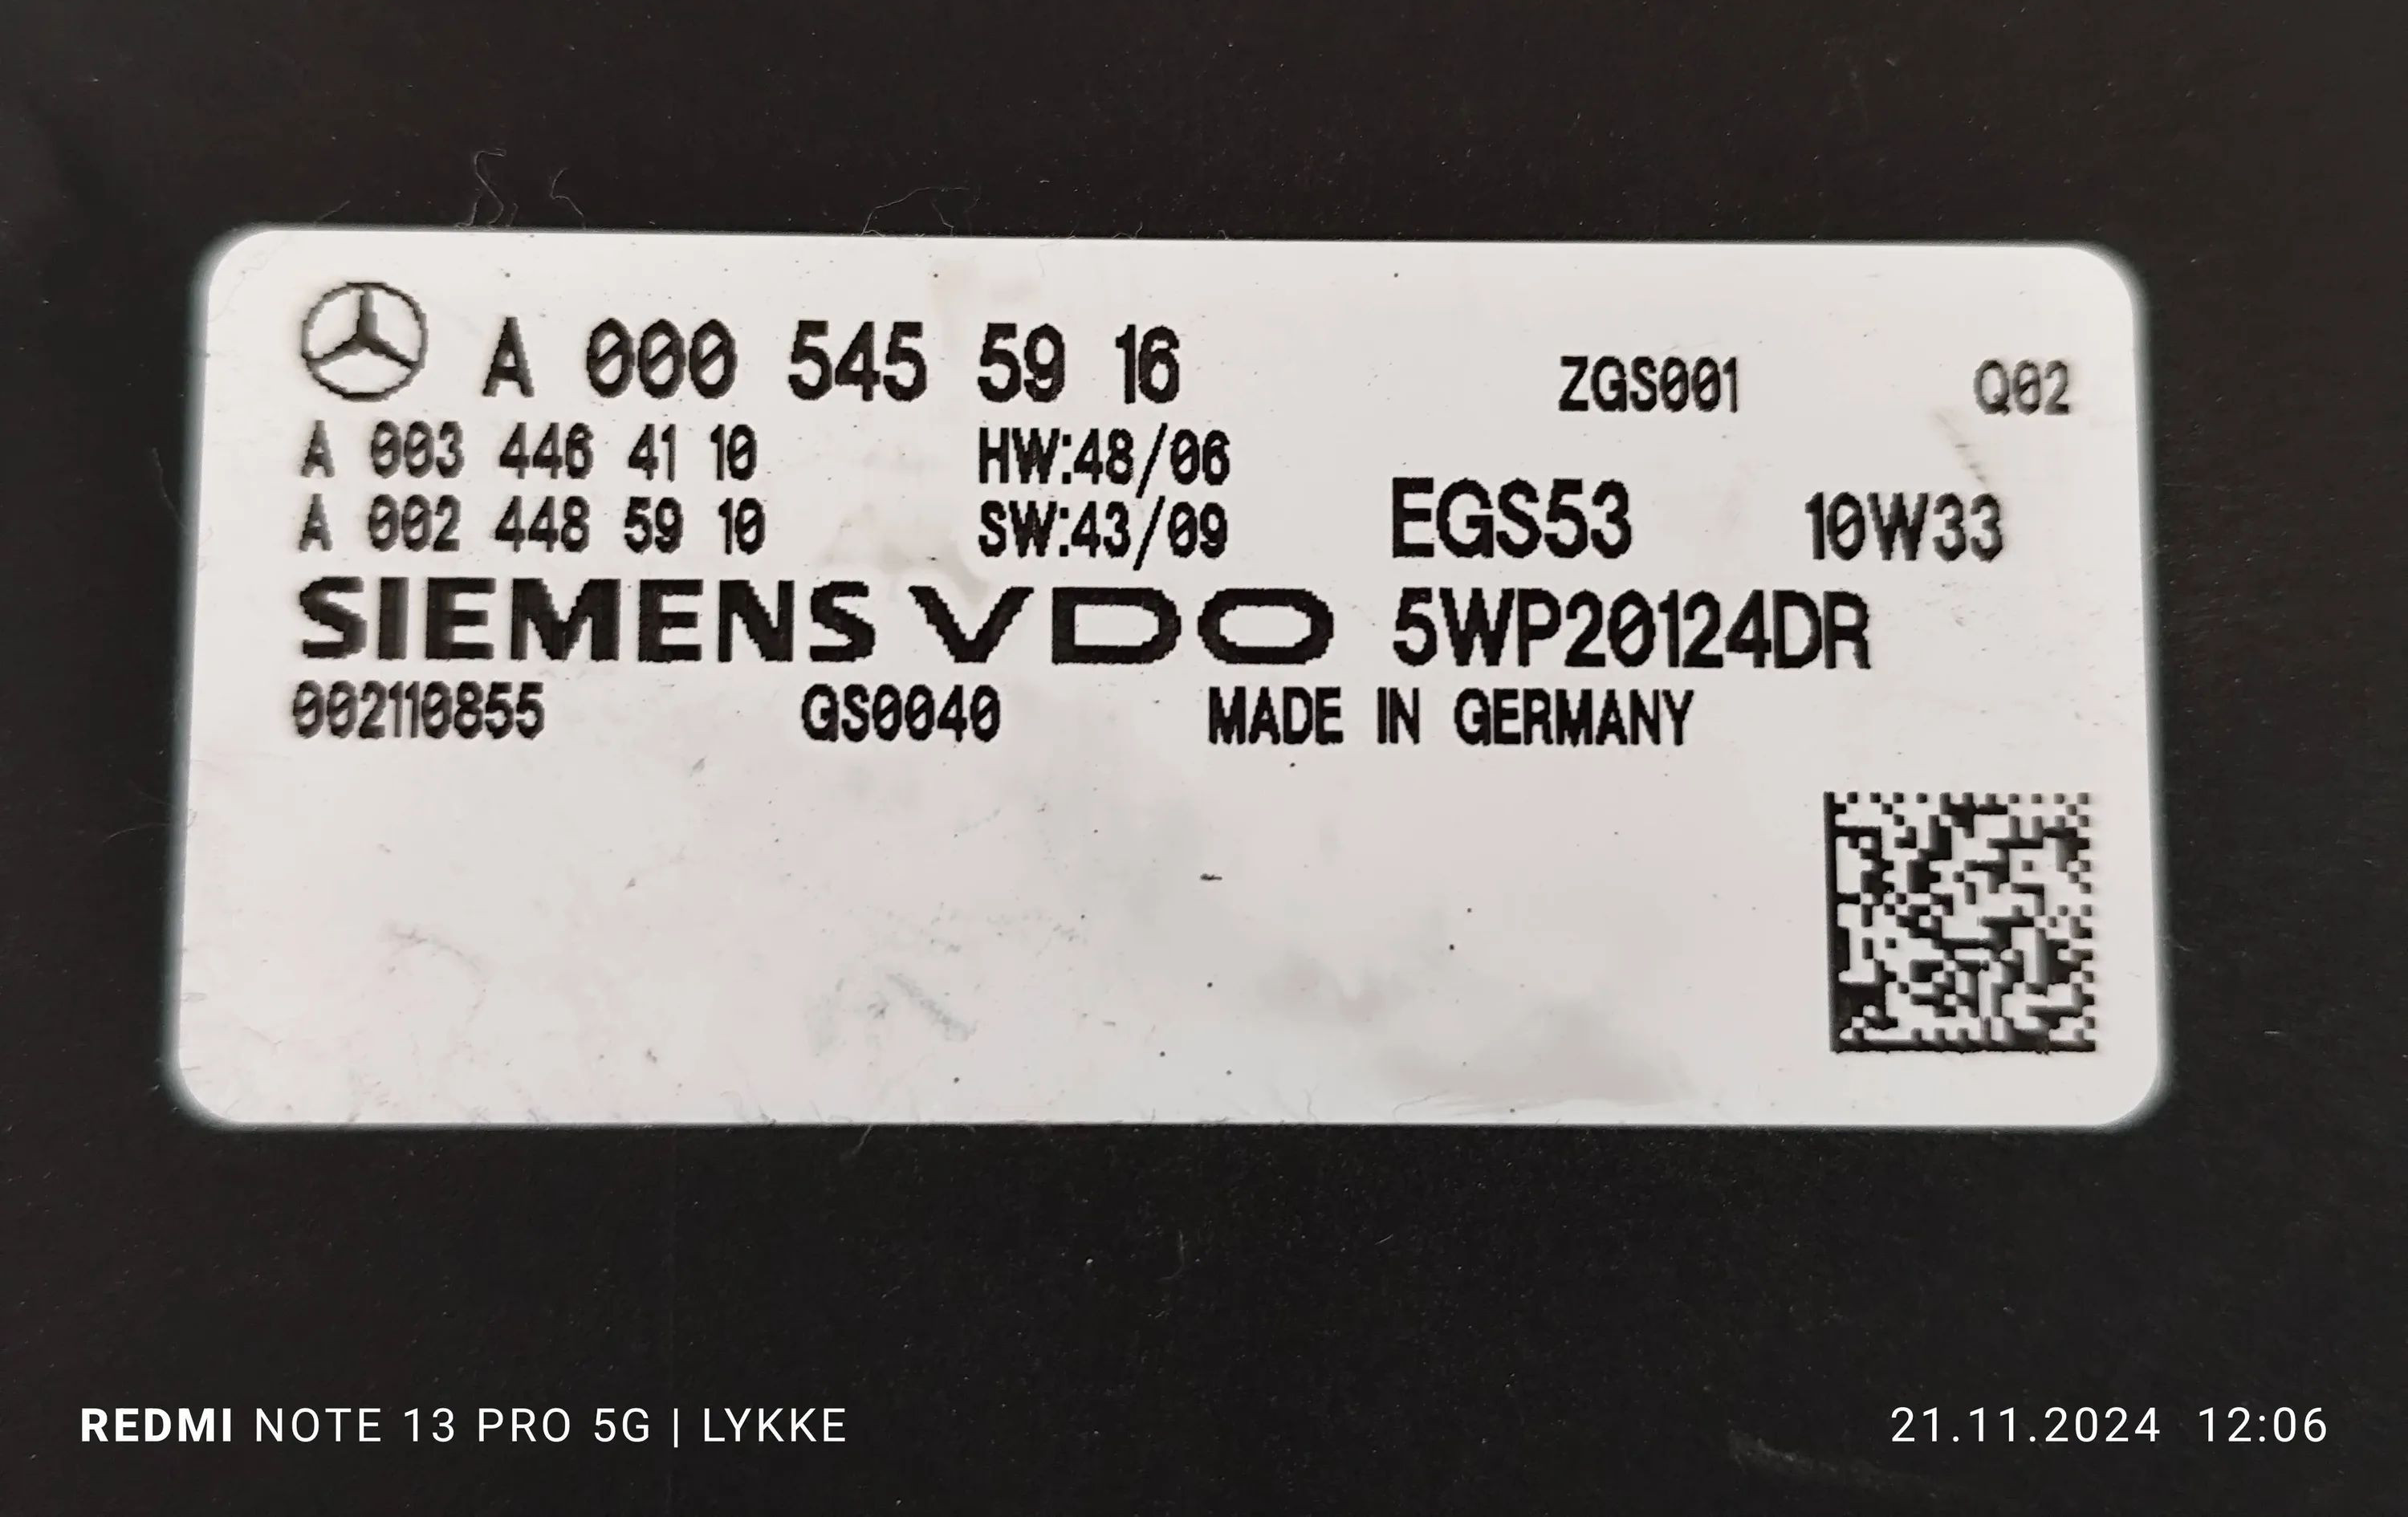 A 000 545 59 16 ZGS001 Q02
A 003 446 41 10 HW:48/06
A 002 448 59 10 SW:43/09 EGS53 10W33
SIEMENS VDO 5WP20124DR
002110855 GS0040 MADE IN GERMANY
REDMI NOTE 13 PRO 5G | LYKKE 21.11.2024 12:06